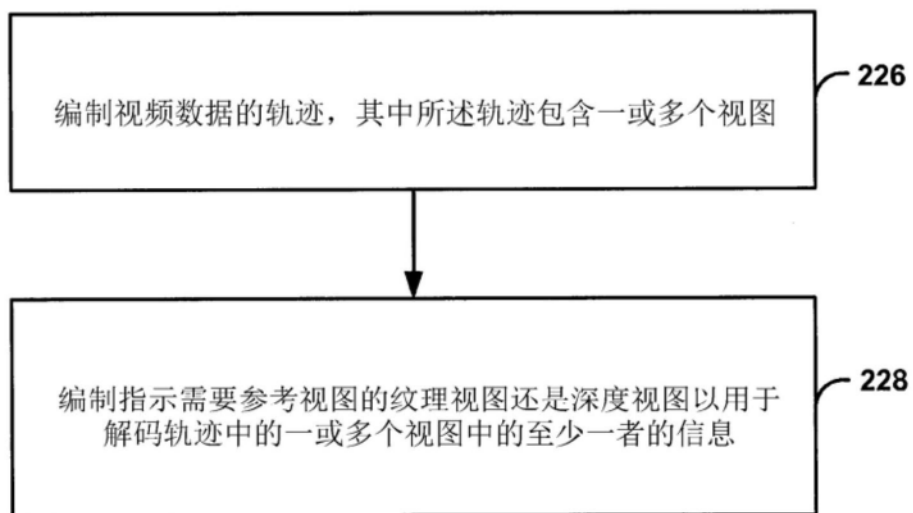 编制视频数据的轨迹，其中所述轨迹包含一或多个视图
226
编制指示需要参考视图的纹理视图还是深度视图以用于
解码轨迹中的一或多个视图中的至少一者的信息
228